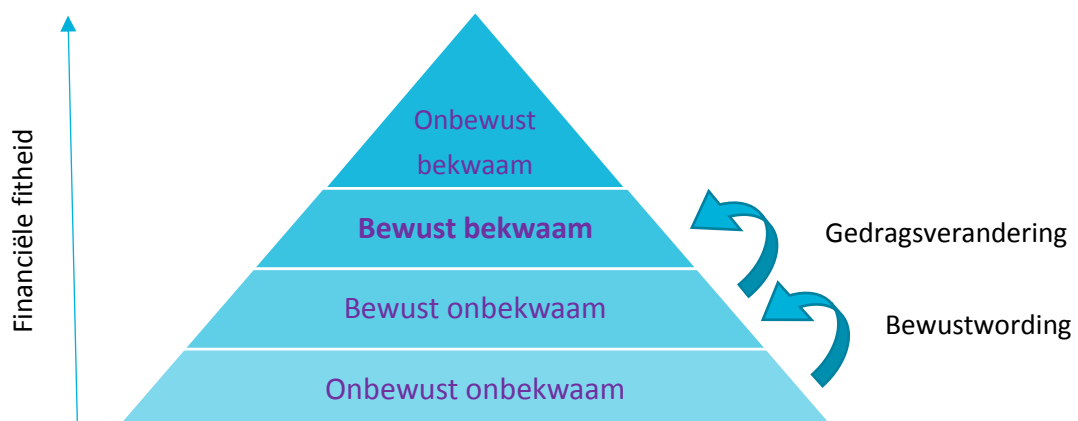 Financiële fitheid
Onbewust
bekwaam
Bewust bekwaam
Gedragsverandering
Bewust onbekwaam
Bewustwording
Onbewust onbekwaam